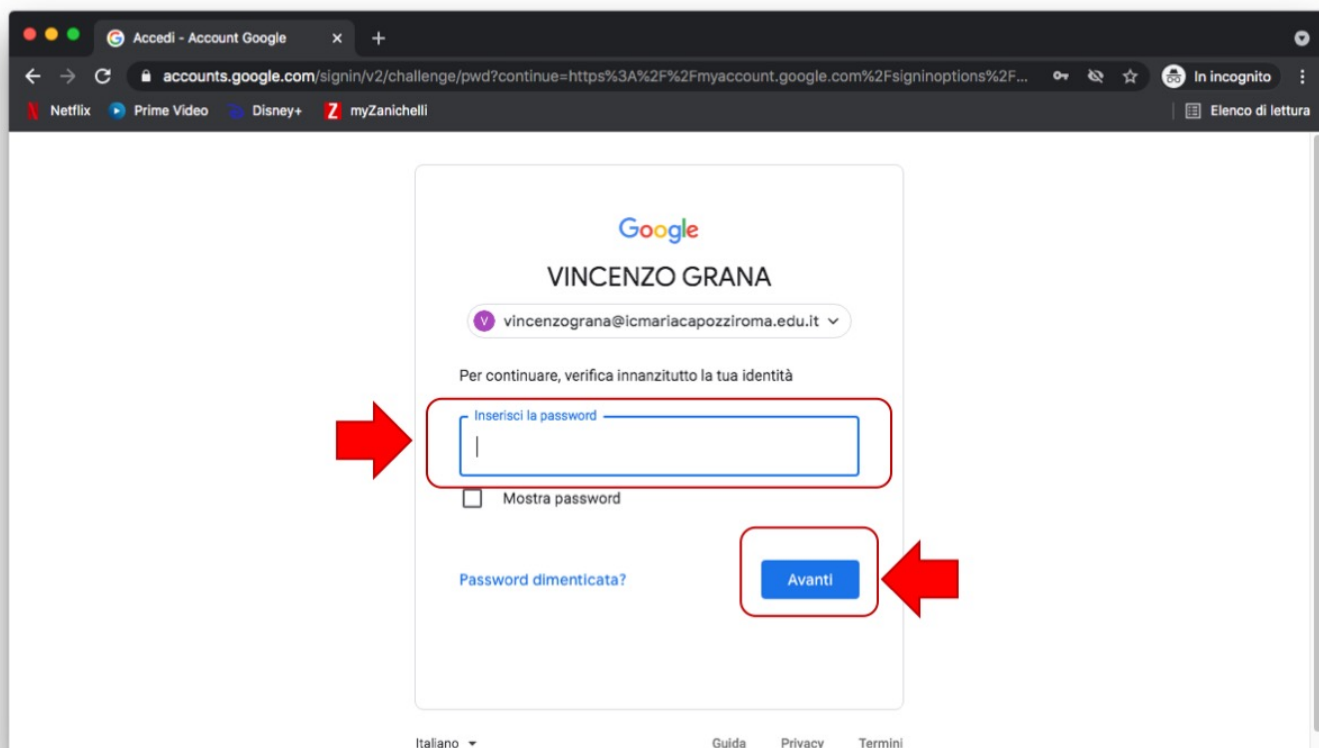 Accedi - Account Google
accounts.google.com/signin/v2/challenge/pwd?continue=https%3A%2F%2Fmyaccount.google.com%2Fsigninoptions%2F...
In incognito
Netflix Prime Video Disney+ Z myZanichelli Elenco di lettura
Google
VINCENZO GRANA
V vincenzograna@icmariacapozziroma.edu.it
Per continuare, verifica innanzitutto la tua identità
Inserisci la password
Mostra password
Password dimenticata? Avanti
Italiano Guida Privacy Termini